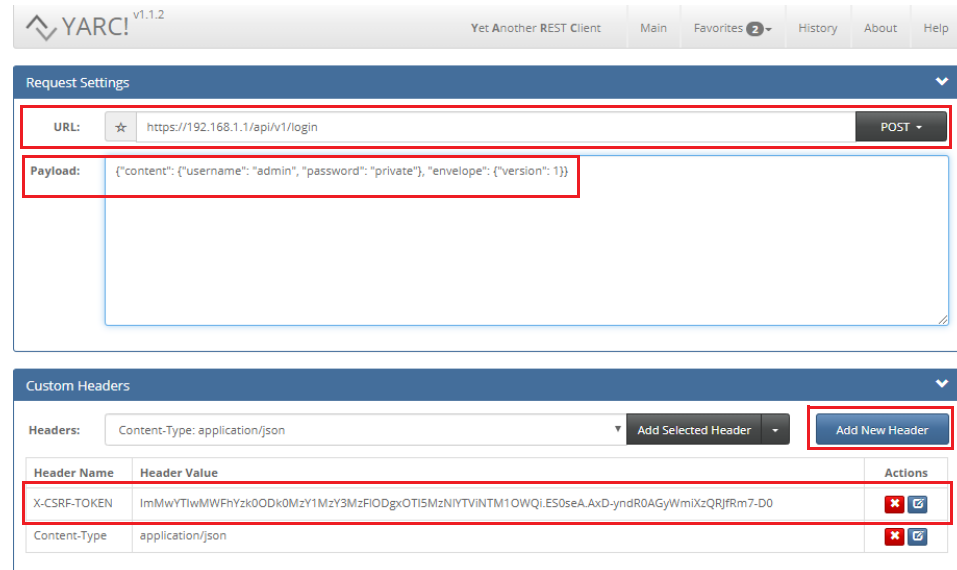 YARC! v1.1.2
Yet Another REST Client Main Favorites 2 History About Help
Request Settings
URL: https://192.168.1.1/api/v1/login POST
Payload: {"content": {"username": "admin", "password": "private"}, "envelope": {"version": 1}}
Custom Headers
Headers: Content-Type: application/json Add Selected Header Add New Header
Header Name Header Value Actions
X-CSRF-TOKEN ImMwYTIwMWFhYzk0ODk0MzY1MzY3MzFlODgxOTI5MzNlYTViNTM1OWQi.ES0seA.AxD-yndR0AGyWmiXzQRJfRm7-D0
Content-Type application/json